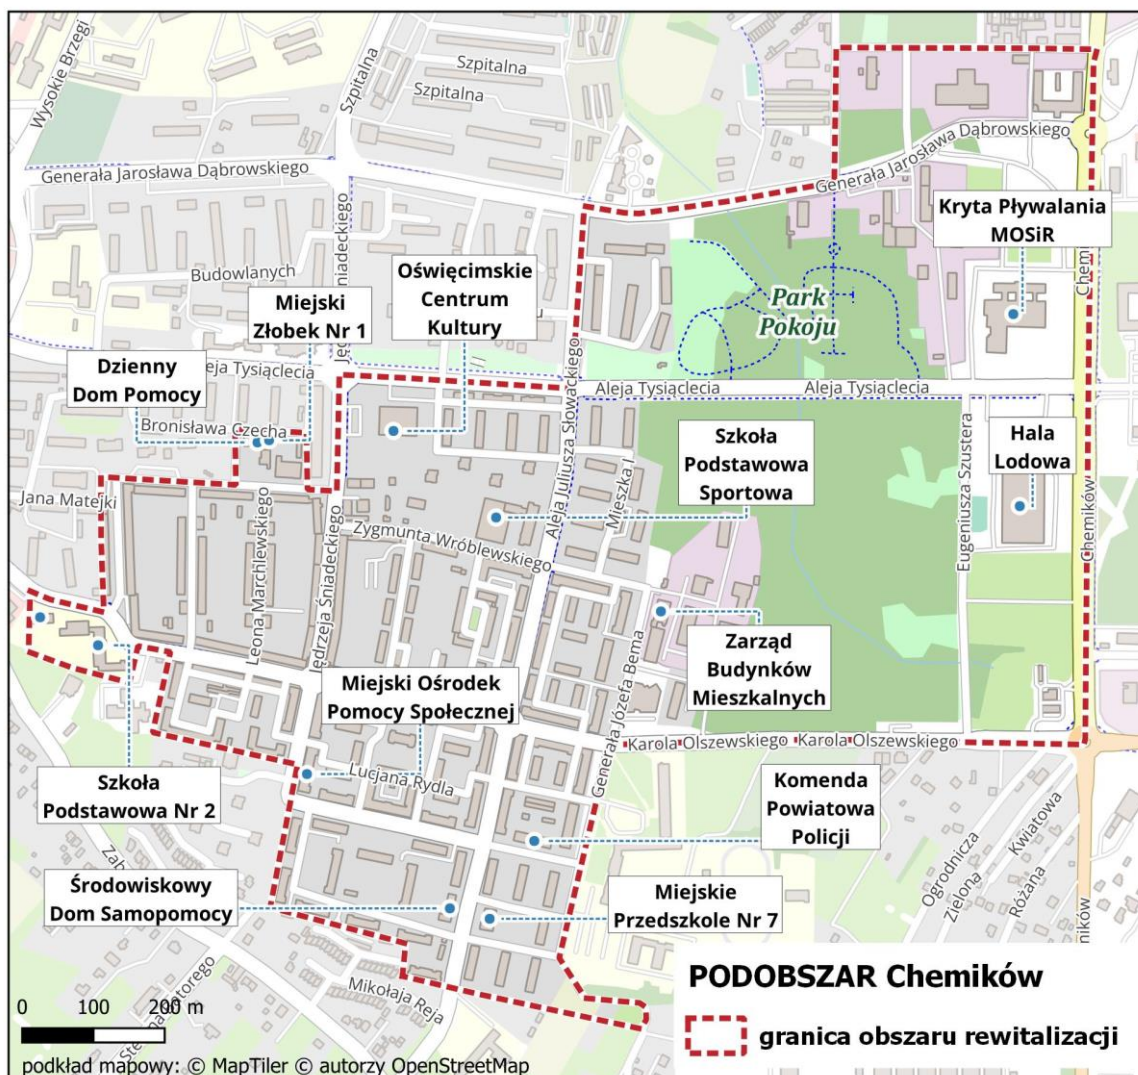 Wysokie Brzegi
Szpitalna
Szpitalna
Szpitalna
Generała Jarosława Dąbrowskiego
Generała Jarosława Dąbrowskiego
Kryta Pływalania
MOSiR
Chemi
Budowlanych
Oświęcimskie
Centrum
Kultury
Miejski
Złobek Nr 1
Park
Pokoju
Dzienny
Dom Pomocy
leja Tysiąclecia
Aleja Tysiąclecia
Aleja Tysiąclecia
Bronisława Czecha
Aleja Juliusza Słowackiego
Mieszka I
Szkoła
Podstawowa
Sportowa
Eugeniusza Szustera
Hala
Lodowa
Chemików
Jana Matejki
Leona Marchlewskiego
Jędrzeja Śniadeckiego
Zygmunta Wróblewskiego
Generała Józefa Bema
Zarząd
Budynków
Mieszkalnych
Miejski Ośrodek
Pomocy Społecznej
Karola Olszewskiego
Karola Olszewskiego
Szkoła
Podstawowa Nr 2
Lucjana Rydla
Komenda
Powiatowa
Policji
Ogrodnicza
Zielona
Kwiatowa
Różana
Środowiskowy
Dom Samopomocy
Miejskie
Przedszkole Nr 7
mików
Mikołaja Reja
PODOBSZAR Chemików
granica obszaru rewitalizacji
0 100 200 m
podkład mapowy: © MapTiler © autorzy OpenStreetMap